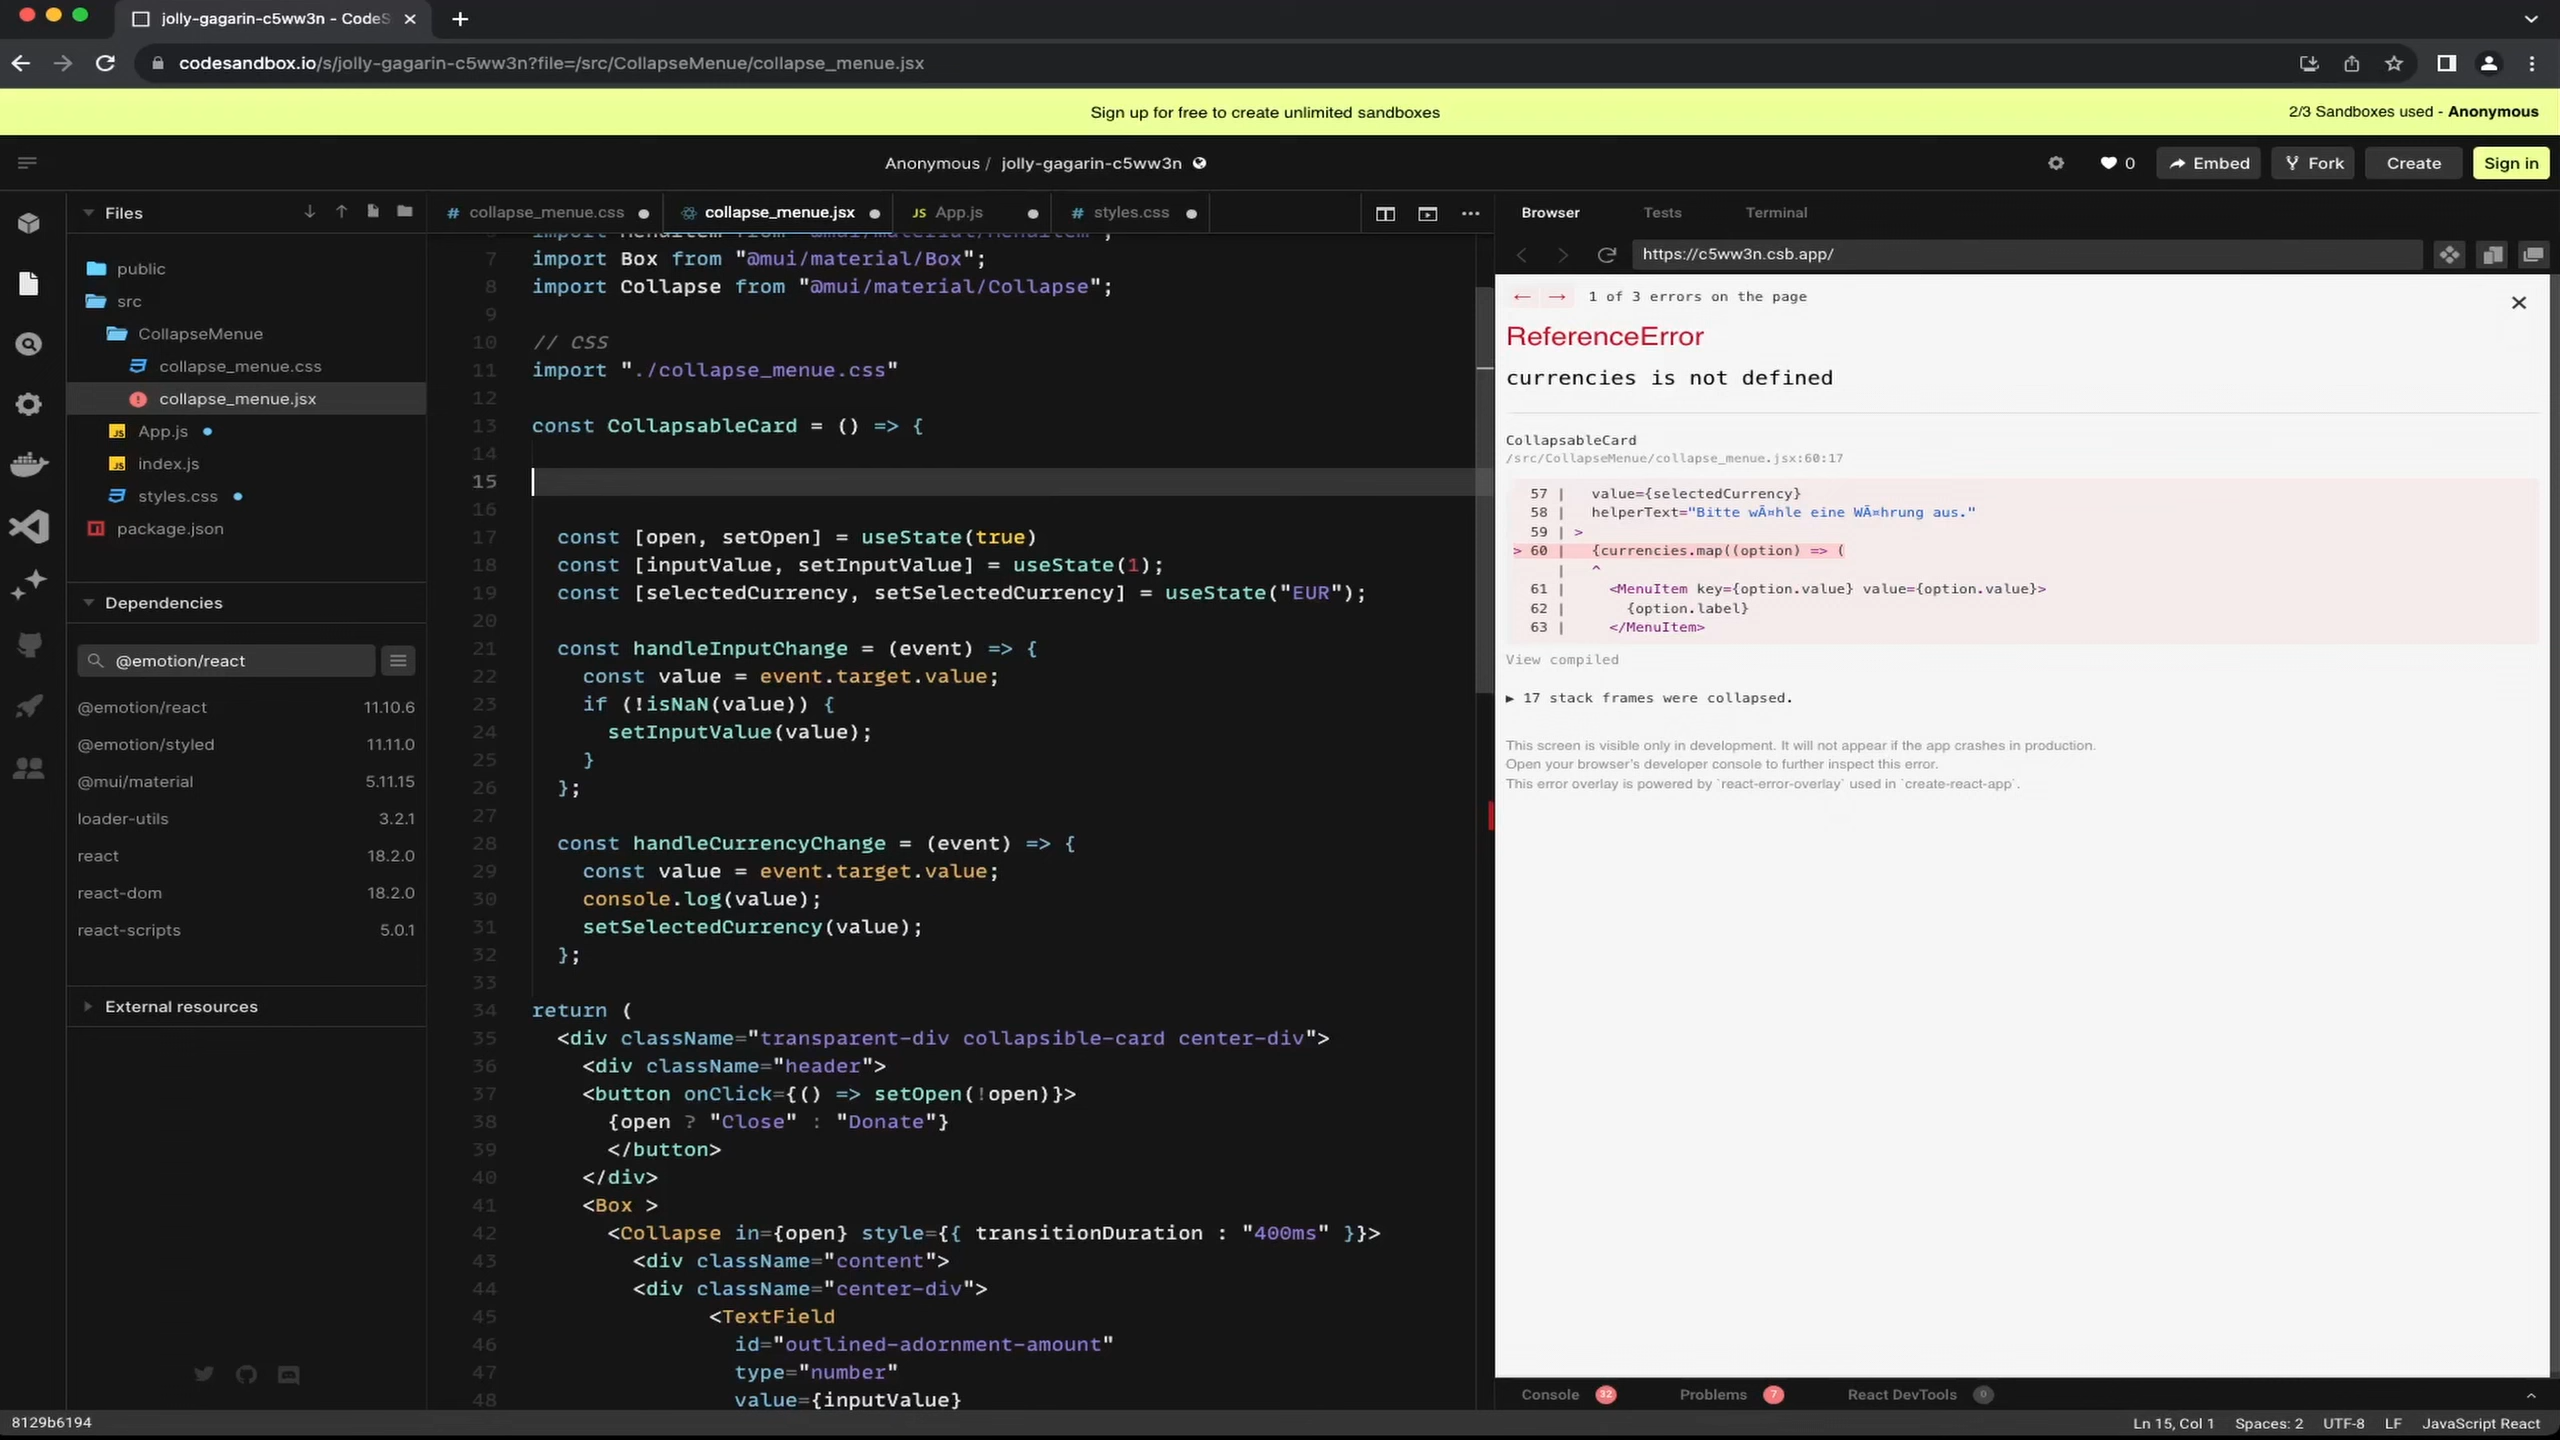 jolly-gagarin-c5ww3n - CodeS
codesandbox.io/s/jolly-gagarin-c5ww3n?file=/src/CollapseMenue/collapse_menue.jsx
Sign up for free to create unlimited sandboxes
2/3 Sandboxes used - Anonymous
Anonymous / jolly-gagarin-c5ww3n
0
Embed
Fork
Create
Sign in
Files
public
src
CollapseMenue
collapse_menue.css
collapse_menue.jsx
App.js
index.js
styles.css
package.json
Dependencies
@emotion/react
@emotion/react 11.10.6
@emotion/styled 11.11.0
@mui/material 5.11.15
loader-utils 3.2.1
react 18.2.0
react-dom 18.2.0
react-scripts 5.0.1
External resources
# collapse_menue.css
collapse_menue.jsx
JS App.js
# styles.css
7 import Box from "@mui/material/Box";
8 import Collapse from "@mui/material/Collapse";
9
10 // CSS
11 import "./collapse_menue.css"
12
13 const CollapsableCard = () => {
14
15
16
17 const [open, setOpen] = useState(true)
18 const [inputValue, setInputValue] = useState(1);
19 const [selectedCurrency, setSelectedCurrency] = useState("EUR");
20
21 const handleInputChange = (event) => {
22 const value = event.target.value;
23 if (!isNaN(value)) {
24 setInputValue(value);
25 }
26 };
27
28 const handleCurrencyChange = (event) => {
29 const value = event.target.value;
30 console.log(value);
31 setSelectedCurrency(value);
32 };
33
34 return (
35 <div className="transparent-div collapsible-card center-div">
36 <div className="header">
37 <button onClick={() => setOpen(!open)}>
38 {open ? "Close" : "Donate"}
39 </button>
40 </div>
41 <Box >
42 <Collapse in={open} style={{ transitionDuration : "400ms" }}>
43 <div className="content">
44 <div className="center-div">
45 <TextField
46 id="outlined-adornment-amount"
47 type="number"
48 value={inputValue}
Browser
Tests
Terminal
https://c5ww3n.csb.app/
← → 1 of 3 errors on the page
ReferenceError
currencies is not defined
CollapsableCard
/src/CollapseMenue/collapse_menue.jsx:60:17
57 | value={selectedCurrency}
58 | helperText="Bitte wÃ¤hle eine WÃ¤hrung aus."
59 | >
> 60 | {currencies.map((option) => (
| ^
61 | <MenuItem key={option.value} value={option.value}>
62 | {option.label}
63 | </MenuItem>
View compiled
▶ 17 stack frames were collapsed.
This screen is visible only in development. It will not appear if the app crashes in production.
Open your browser's developer console to further inspect this error.
This error overlay is powered by `react-error-overlay` used in `create-react-app`.
Console 32
Problems 7
React DevTools 0
8129b6194
Ln 15, Col 1
Spaces: 2
UTF-8
LF
JavaScript React